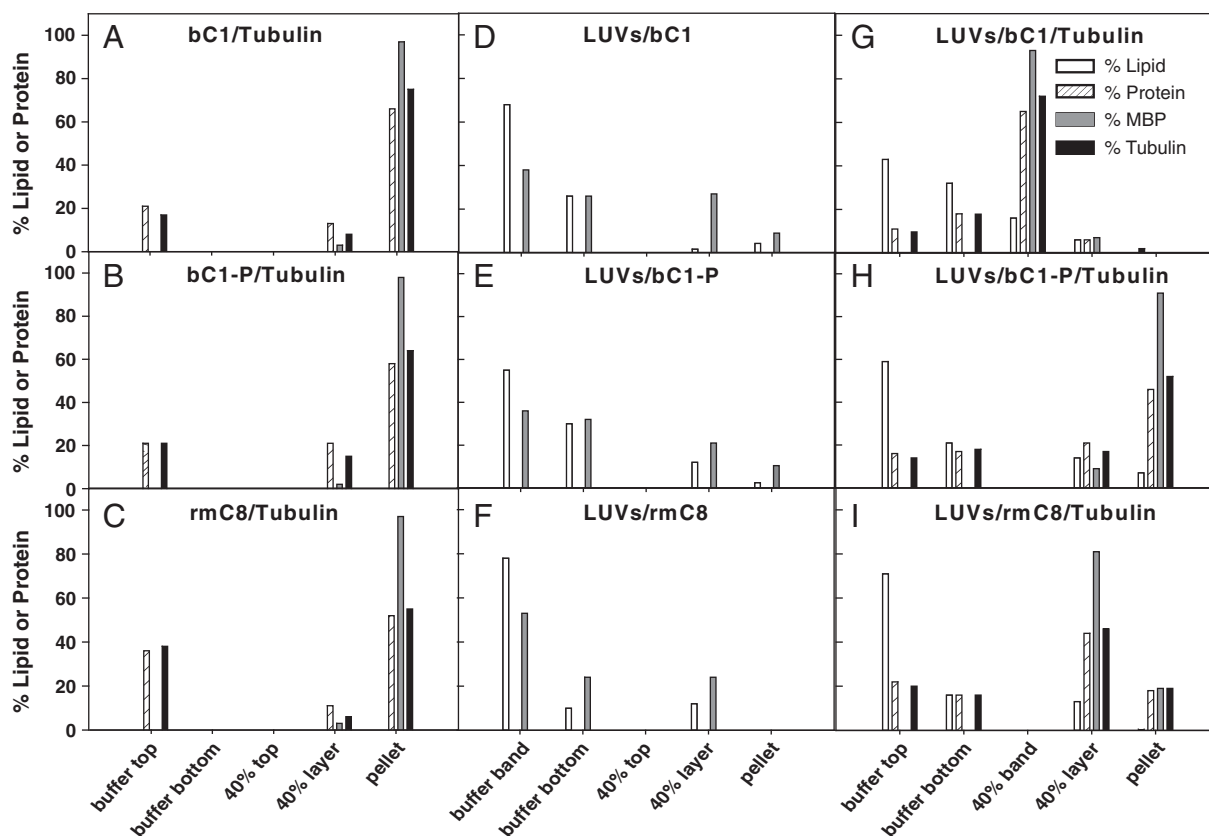 A bC1/Tubulin
D LUVs/bC1
G LUVs/bC1/Tubulin
% Lipid
% Protein
% MBP
% Tubulin
% Lipid or Protein
100
80
60
40
20
0
B bC1-P/Tubulin
E LUVs/bC1-P
H LUVs/bC1-P/Tubulin
% Lipid or Protein
100
80
60
40
20
0
C rmC8/Tubulin
F LUVs/rmC8
I LUVs/rmC8/Tubulin
% Lipid or Protein
100
80
60
40
20
0
buffer top
buffer bottom
40% top
40% layer
pellet
buffer band
buffer bottom
40% top
40% layer
pellet
buffer top
buffer bottom
40% band
40% layer
pellet